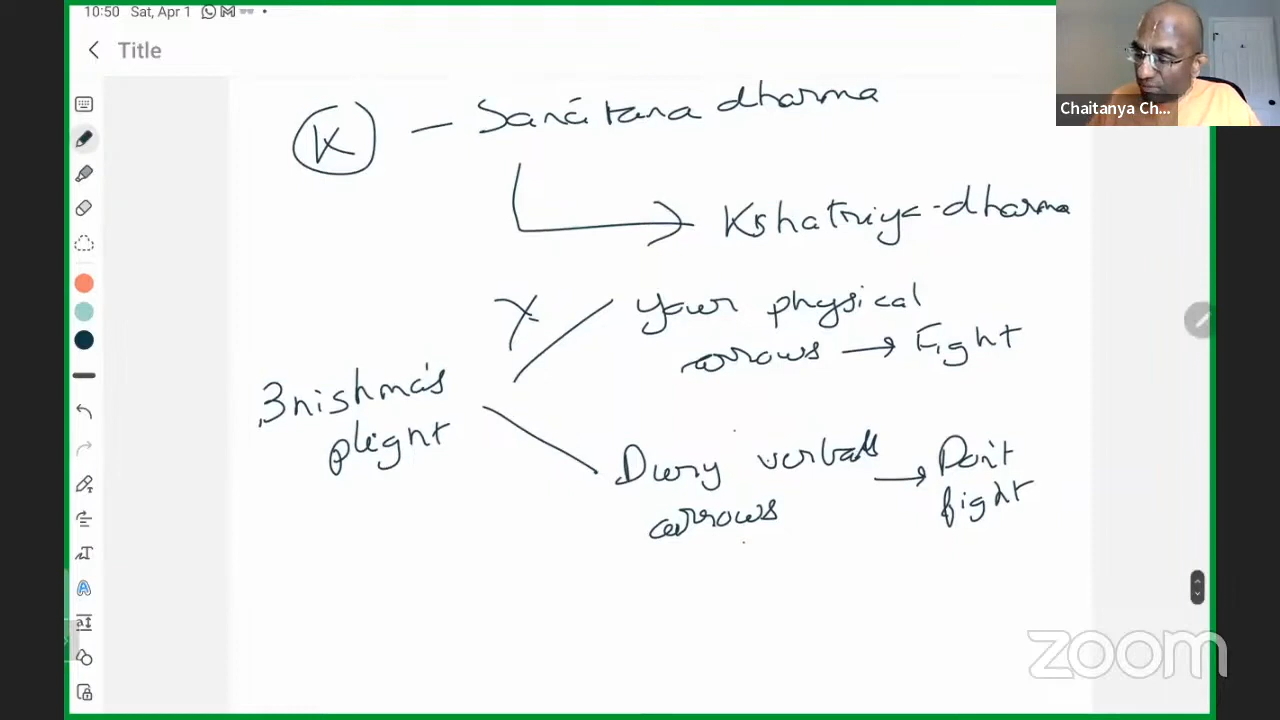 10:50 Sat, Apr 1
Title
Chaitanya Ch...
K — Sanātana dharma
Kshatriya-dharma
X
Your physical
arrows → Fight
Bhishma's
plight
Dury verbal
arrows
→ Don't
fight
zoom